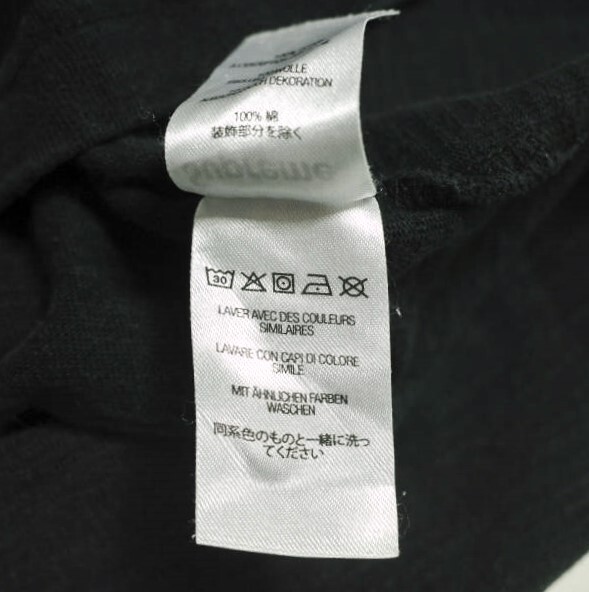 DEKORATION
100% 綿
装飾部分を除く
Supreme
30
LAVER AVEC DES COULEURS
SIMILAIRES
LAVARE CON CAPI DI COLORE
SIMILE
MIT ÄHNLICHEN FARBEN
WASCHEN
同系色のものと一緒に洗っ
てください